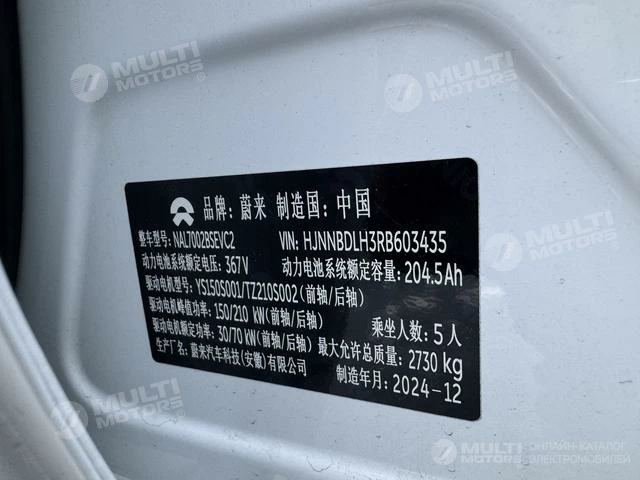 MULTI MOTORS
MULTI MOTORS
MULTI MOTORS
品牌: 蔚来 制造国: 中国
整车型号: NAL7002BSEVC2 VIN: HJNNBDLH3RB603435
动力电池系统额定电压: 367V 动力电池系统额定容量: 204.5Ah
驱动电机型号: YS150S001/TZ210S002(前轴/后轴)
驱动电机峰值功率: 150/210 kW(前轴/后轴) 乘坐人数: 5 人
驱动电机额定功率: 30/70 kW(前轴/后轴) 最大允许总质量: 2730 kg
生产厂名: 蔚来汽车科技(安徽)有限公司 制造年月: 2024-12
MULTI MOTORS
MULTI MOTORS
MULTI MOTORS ОНЛАЙН-КАТАЛОГ ЭЛЕКТРОМОБИЛЕЙ